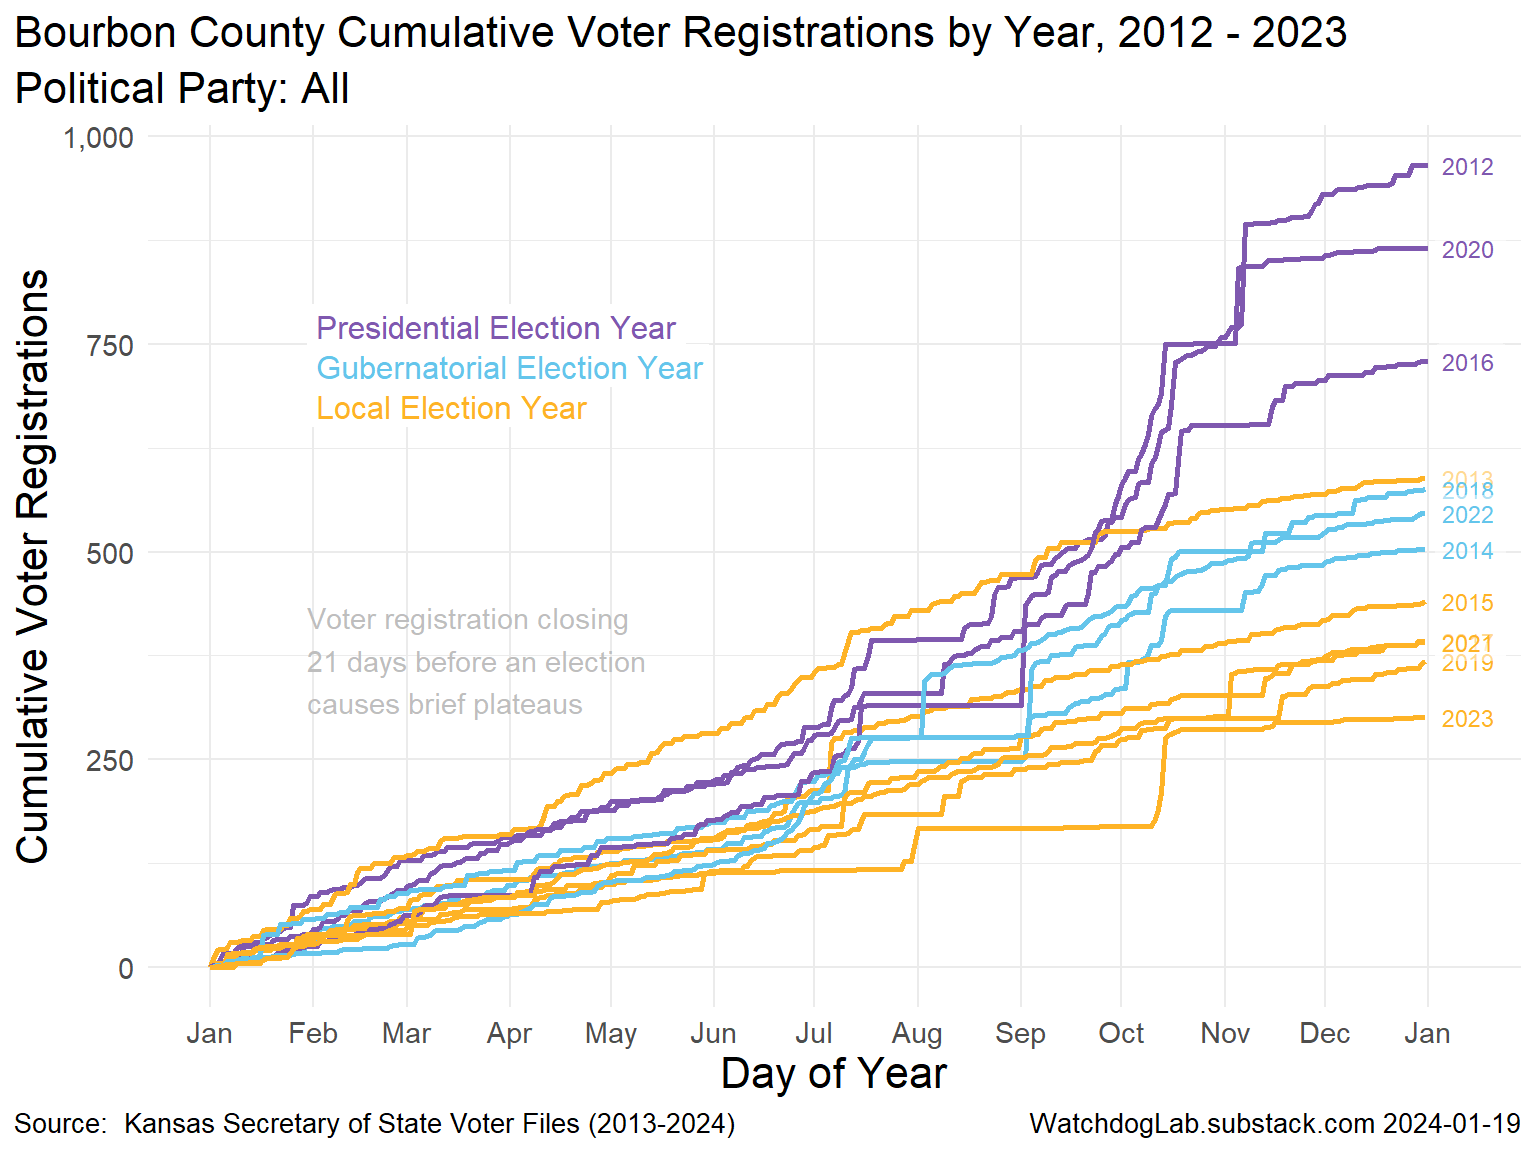 Bourbon County Cumulative Voter Registrations by Year, 2012 - 2023
Political Party: All
Cumulative Voter Registrations
1,000
750
500
250
0
Presidential Election Year
Gubernatorial Election Year
Local Election Year
Voter registration closing
21 days before an election
causes brief plateaus
2012
2020
2016
2013
2018
2022
2014
2015
2021
2019
2023
Jan Feb Mar Apr May Jun Jul Aug Sep Oct Nov Dec Jan
Day of Year
Source:  Kansas Secretary of State Voter Files (2013-2024)
WatchdogLab.substack.com 2024-01-19